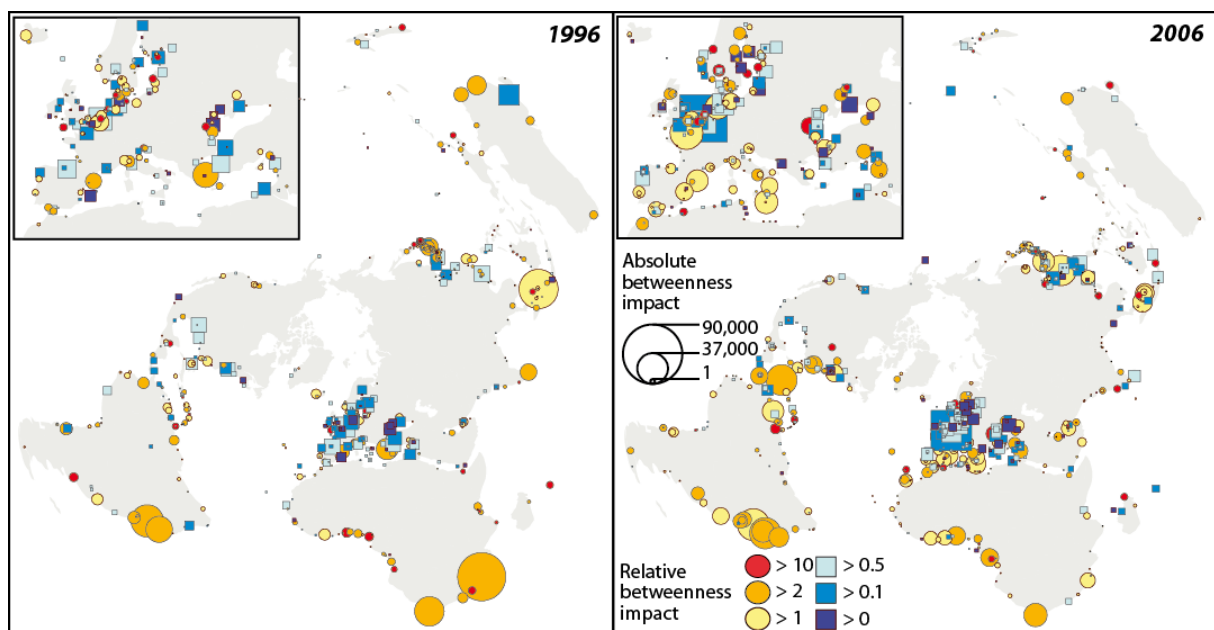 1996
2006
Absolute
betweenness
impact
90,000
37,000
1
Relative
betweenness
impact
> 10
> 2
> 1
> 0.5
> 0.1
> 0